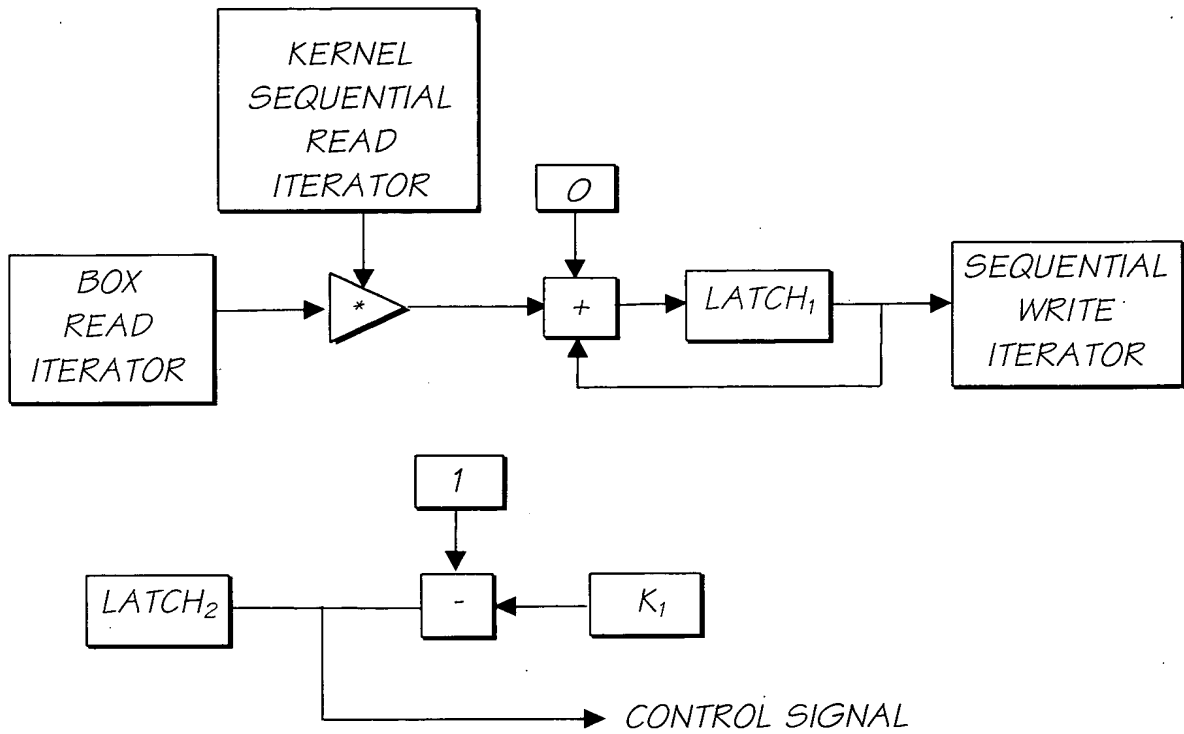 KERNEL
SEQUENTIAL
READ
ITERATOR
0
BOX
READ
ITERATOR
*
+
LATCH₁
SEQUENTIAL
WRITE
ITERATOR
1
LATCH₂
-
K₁
CONTROL SIGNAL